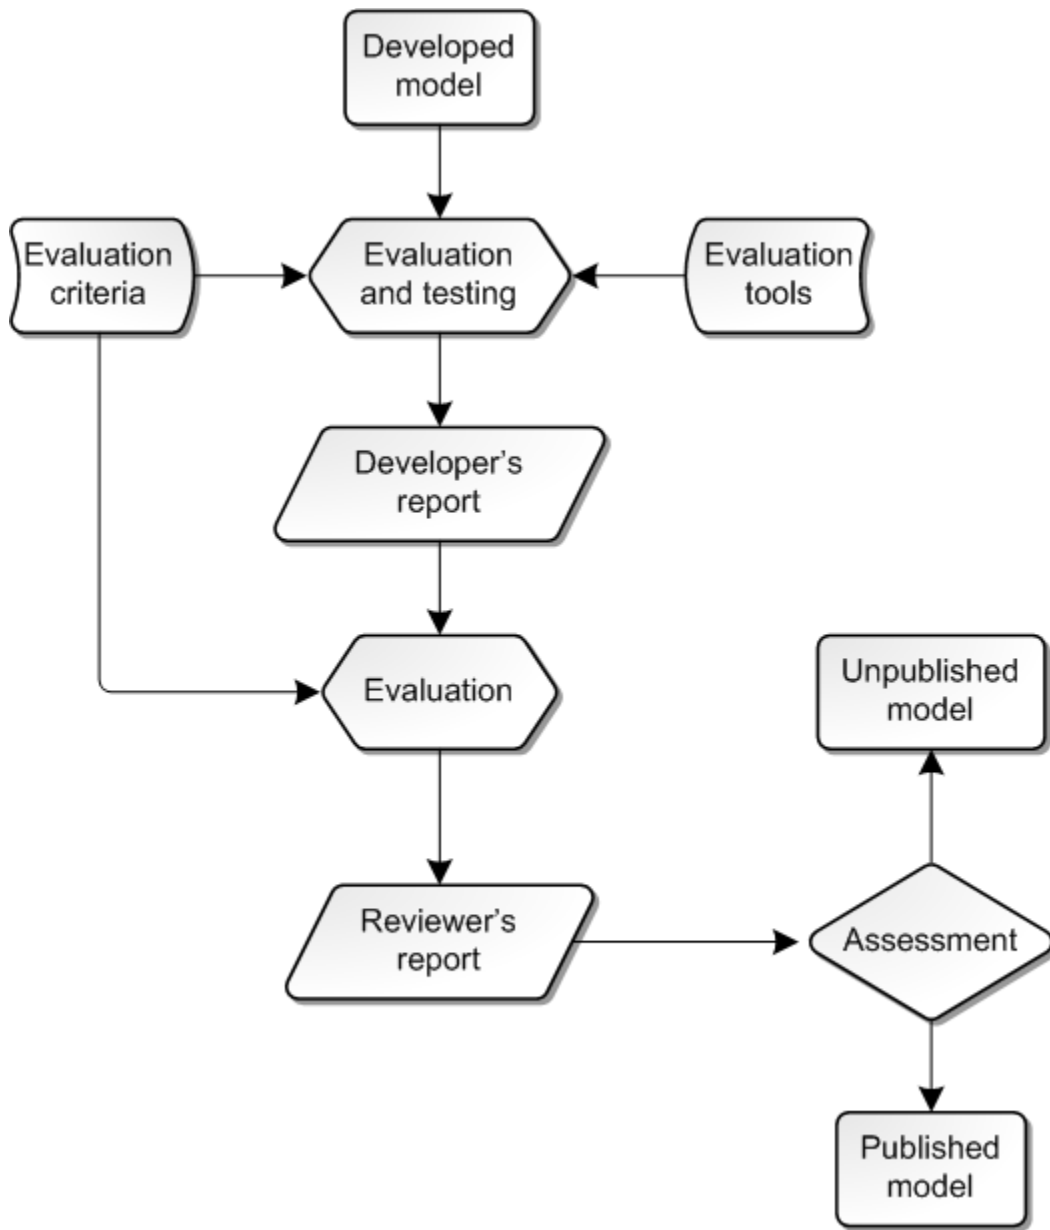 Developed
model
Evaluation
criteria
Evaluation
and testing
Evaluation
tools
Developer’s
report
Evaluation
Unpublished
model
Reviewer’s
report
Assessment
Published
model